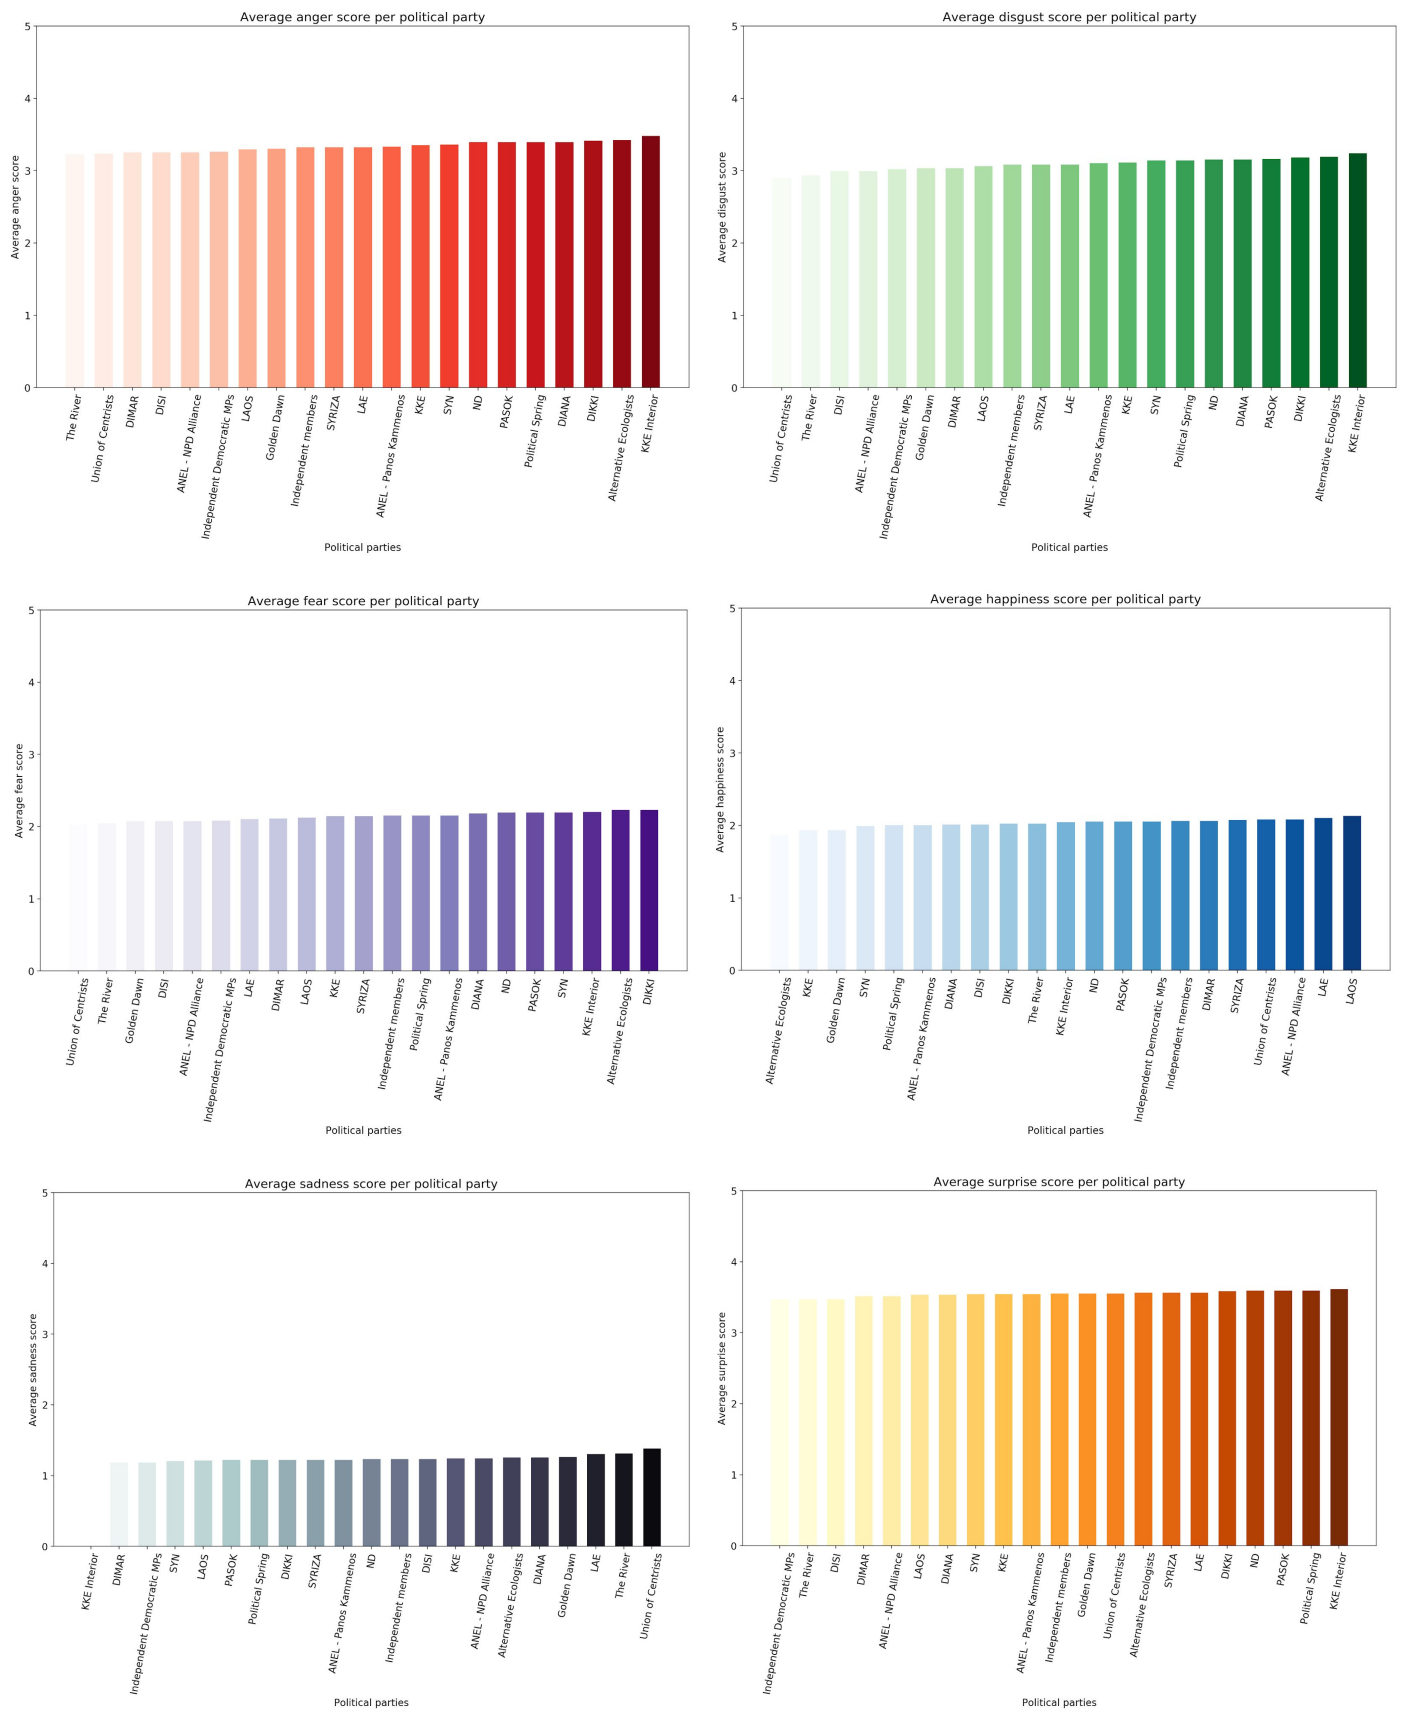 Average anger score per political party
Average anger score
5
4
3
2
1
0
The River
Union of Centrists
DIMAR
DISI
ANEL - NPD Alliance
Independent Democratic MPs
LAOS
Golden Dawn
Independent members
SYRIZA
LAE
ANEL - Panos Kammenos
KKE
SYN
ND
PASOK
Political Spring
DIANA
DIKKI
Alternative Ecologists
KKE Interior
Political parties
Average disgust score per political party
Average disgust score
5
4
3
2
1
0
Union of Centrists
The River
DISI
ANEL - NPD Alliance
Independent Democratic MPs
Golden Dawn
DIMAR
LAOS
Independent members
SYRIZA
LAE
ANEL - Panos Kammenos
KKE
SYN
Political Spring
ND
DIANA
PASOK
DIKKI
Alternative Ecologists
KKE Interior
Political parties
Average fear score per political party
Average fear score
5
4
3
2
1
0
Union of Centrists
The River
Golden Dawn
DISI
ANEL - NPD Alliance
Independent Democratic MPs
LAE
DIMAR
LAOS
KKE
SYRIZA
Independent members
Political Spring
ANEL - Panos Kammenos
DIANA
ND
PASOK
SYN
KKE Interior
Alternative Ecologists
DIKKI
Political parties
Average happiness score per political party
Average happiness score
5
4
3
2
1
0
Alternative Ecologists
KKE
Golden Dawn
SYN
Political Spring
ANEL - Panos Kammenos
DIANA
DISI
DIKKI
The River
KKE Interior
ND
PASOK
Independent Democratic MPs
Independent members
DIMAR
SYRIZA
Union of Centrists
ANEL - NPD Alliance
LAE
LAOS
Political parties
Average sadness score per political party
Average sadness score
5
4
3
2
1
0
KKE Interior
DIMAR
Independent Democratic MPs
SYN
LAOS
PASOK
Political Spring
DIKKI
SYRIZA
ANEL - Panos Kammenos
ND
Independent members
DISI
KKE
ANEL - NPD Alliance
Alternative Ecologists
DIANA
Golden Dawn
LAE
The River
Union of Centrists
Political parties
Average surprise score per political party
Average surprise score
5
4
3
2
1
0
Independent Democratic MPs
The River
DISI
DIMAR
ANEL - NPD Alliance
LAOS
DIANA
SYN
KKE
ANEL - Panos Kammenos
Independent members
Golden Dawn
Union of Centrists
Alternative Ecologists
SYRIZA
LAE
DIKKI
ND
PASOK
Political Spring
KKE Interior
Political parties